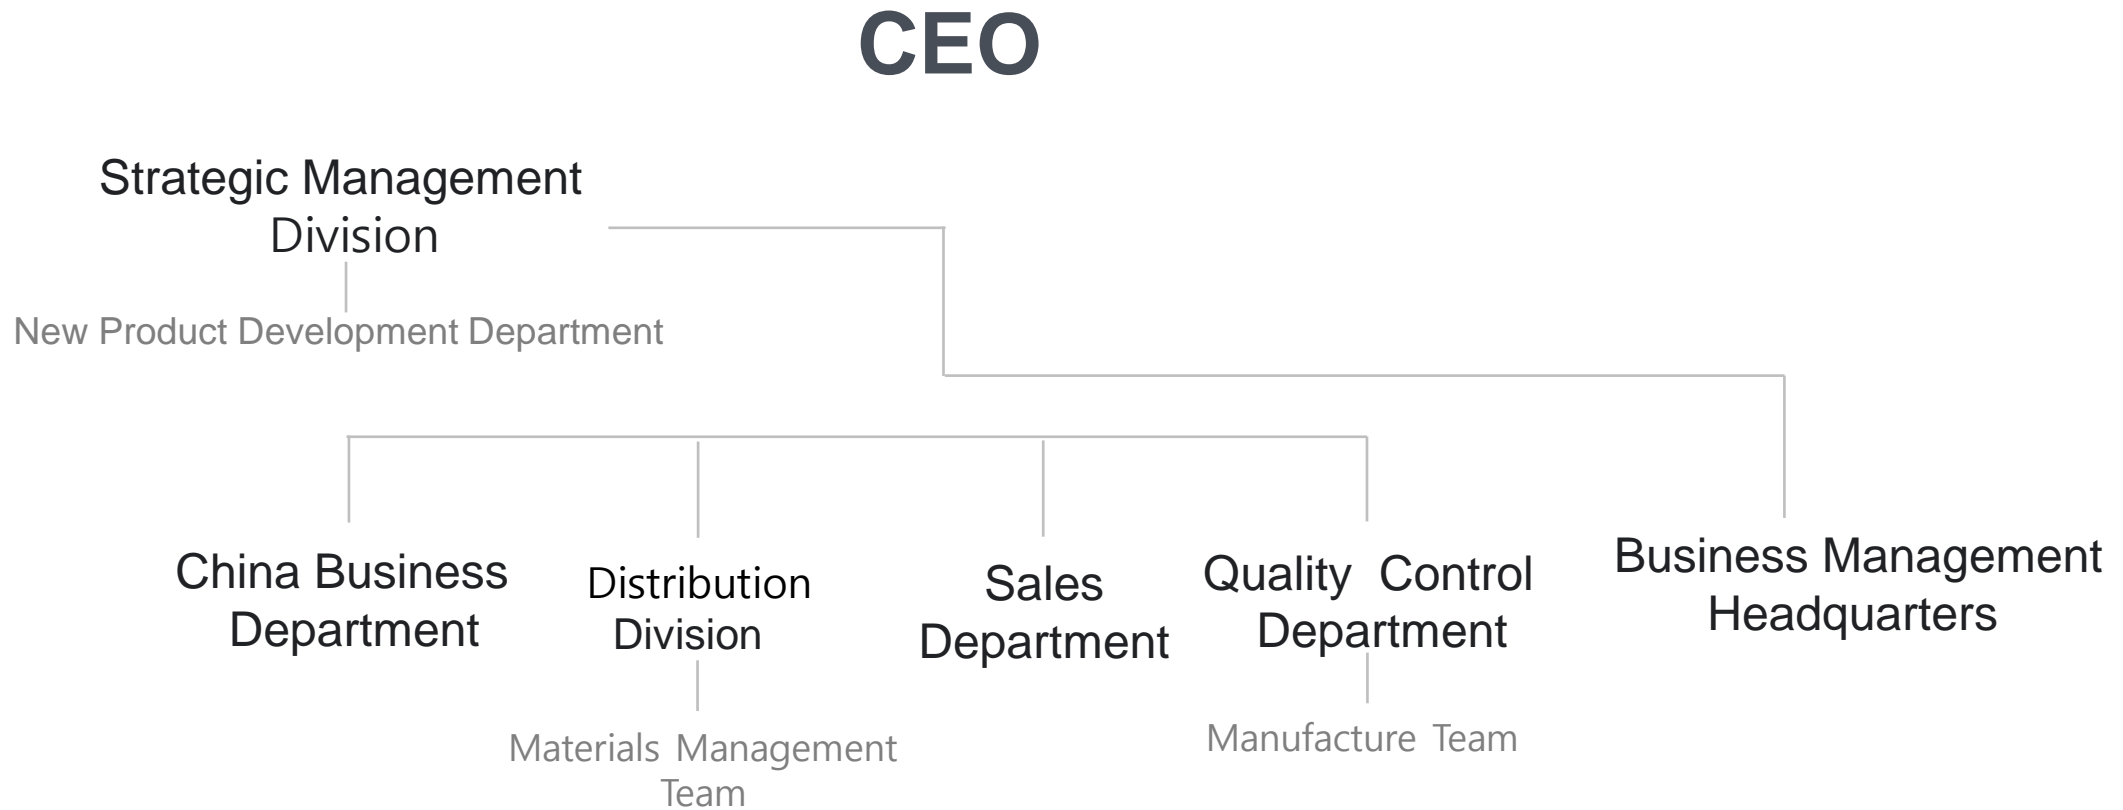 CEO
Strategic Management
Division
New Product Development Department
China Business
Department
Distribution
Division
Materials Management
Team
Sales
Department
Quality Control
Department
Manufacture Team
Business Management
Headquarters